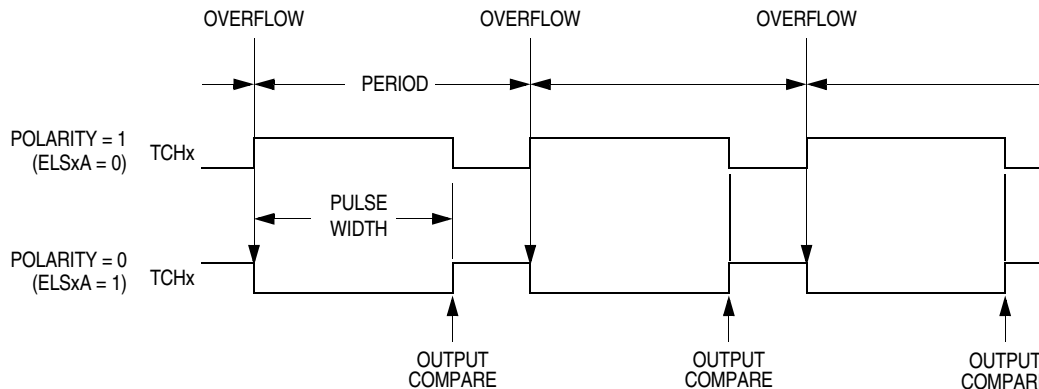 OVERFLOW
OVERFLOW
OVERFLOW
PERIOD
POLARITY = 1
(ELSxA = 0)
TCHx
PULSE
WIDTH
POLARITY = 0
(ELSxA = 1)
TCHx
OUTPUT
COMPARE
OUTPUT
COMPARE
OUTPUT
COMPARE